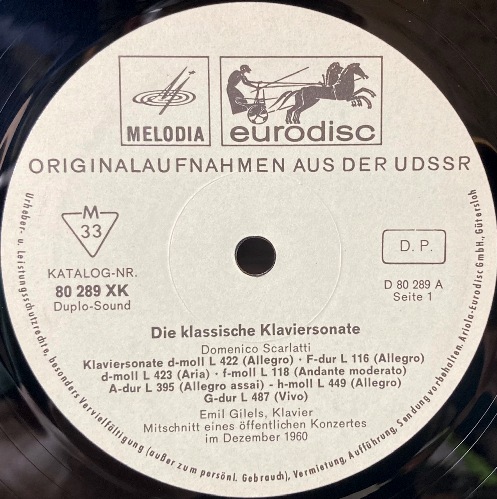 MELODIA
eurodisc
ORIGINALAUFNAHMEN AUS DER UDSSR
M
33
KATALOG-NR.
80 289 XK
Duplo-Sound
D. P.
D 80 289 A
Seite 1
Die klassische Klaviersonate
Domenico Scarlatti
Klaviersonate d-moll L 422 (Allegro) · F-dur L 116 (Allegro)
d-moll L 423 (Aria) · f-moll L 118 (Andante moderato)
A-dur L 395 (Allegro assai) - h-moll L 449 (Allegro)
G-dur L 487 (Vivo)
Emil Gilels, Klavier
Mitschnitt eines öffentlichen Konzertes
im Dezember 1960
Urheber- u. Leistungsschutzrechte, besonders Vervielfältigung (außer zum persönl. Gebrauch), Vermietung, Aufführung, Sendung vorbehalten. Ariola-Eurodisc GmbH., Gütersloh